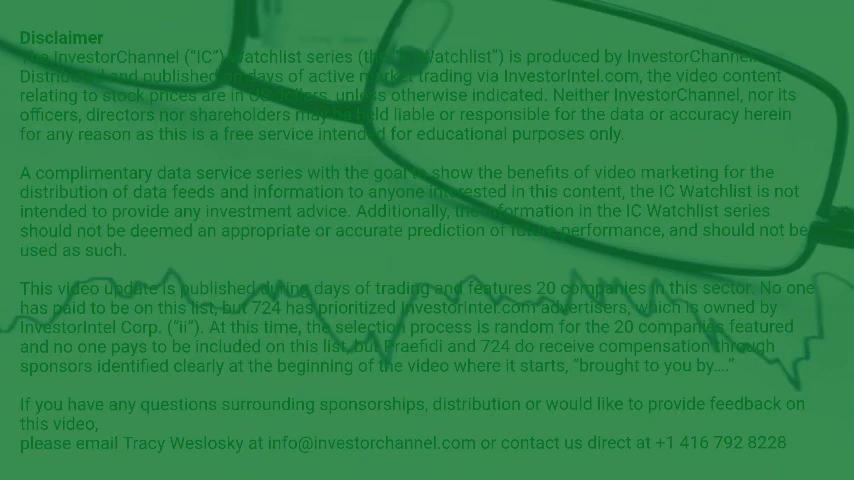 Disclaimer
The InvestorChannel (“IC”) Watchlist series (the “IC Watchlist”) is produced by InvestorChannel.
Distributed and published on days of active market trading via InvestorIntel.com, the video content
relating to stock prices are in US dollars, unless otherwise indicated. Neither InvestorChannel, nor its
officers, directors nor shareholders may be held liable or responsible for the data or accuracy herein
for any reason as this is a free service intended for educational purposes only.
A complimentary data service series with the goal to show the benefits of video marketing for the
distribution of data feeds and information to anyone interested in this content, the IC Watchlist is not
intended to provide any investment advice. Additionally, the information in the IC Watchlist series
should not be deemed an appropriate or accurate prediction of future performance, and should not be
used as such.
This video update is published during days of trading and features 20 companies in this sector. No one
has paid to be on this list, but 724 has prioritized InvestorIntel.com advertisers, which is owned by
InvestorIntel Corp. (“ii”). At this time, the selection process is random for the 20 companies featured
and no one pays to be included on this list, but Praefidi and 724 do receive compensation through
sponsors identified clearly at the beginning of the video where it starts, “brought to you by....”
If you have any questions surrounding sponsorships, distribution or would like to provide feedback on
this video,
please email Tracy Weslosky at info@investorchannel.com or contact us direct at +1 416 792 8228